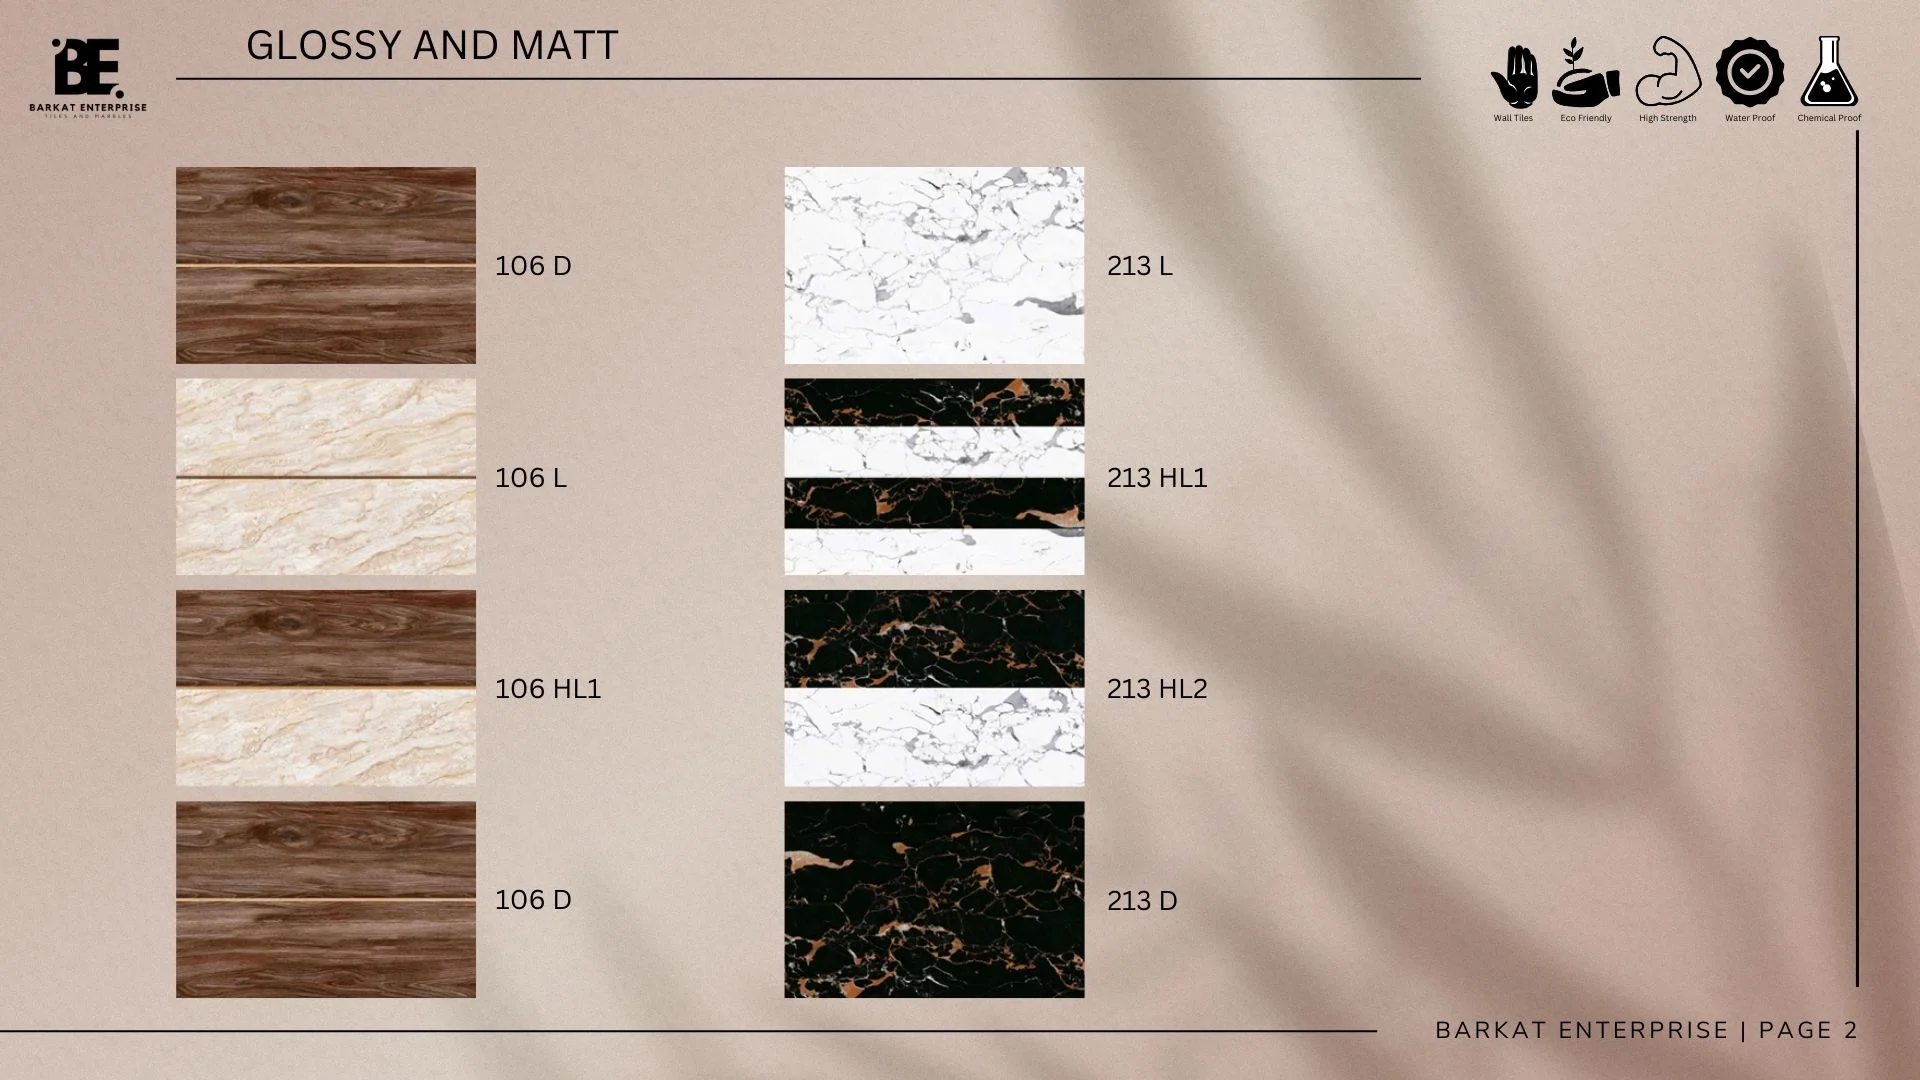 BE.
BARKAT ENTERPRISE
TILES AND MARBLES
GLOSSY AND MATT
Wall Tiles
Eco Friendly
High Strength
Water Proof
Chemical Proof
106 D
106 L
106 HL1
106 D
213 L
213 HL1
213 HL2
213 D
BARKAT ENTERPRISE | PAGE 2